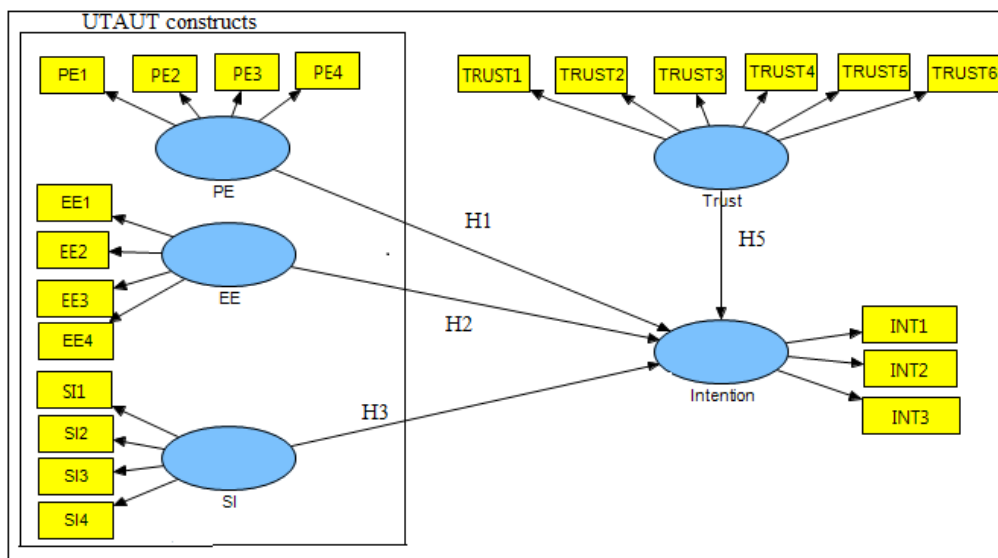 UTAUT constructs
PE1
PE2
PE3
PE4
PE
EE1
EE2
EE3
EE4
EE
SI1
SI2
SI3
SI4
SI
H1
H2
H3
TRUST1
TRUST2
TRUST3
TRUST4
TRUST5
TRUST6
Trust
H5
Intention
INT1
INT2
INT3